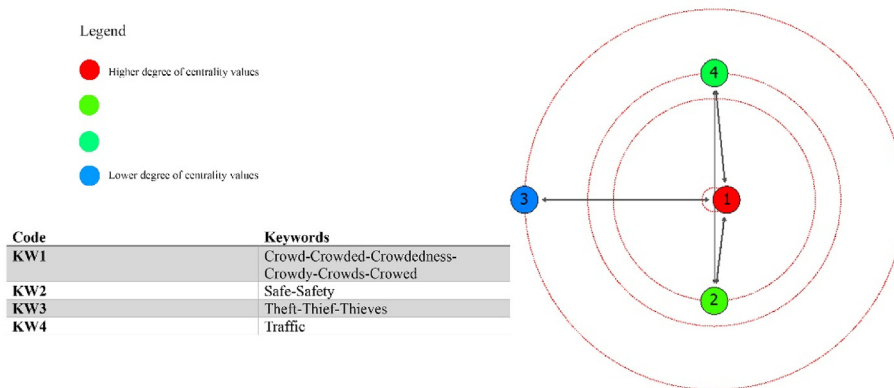 Legend
Higher degree of centrality values
Lower degree of centrality values
Code Keywords
KW1 Crowd-Crowded-Crowdedness-
Crowdy-Crowds-Crowed
KW2 Safe-Safety
KW3 Theft-Thief-Thieves
KW4 Traffic
4
3
1
2